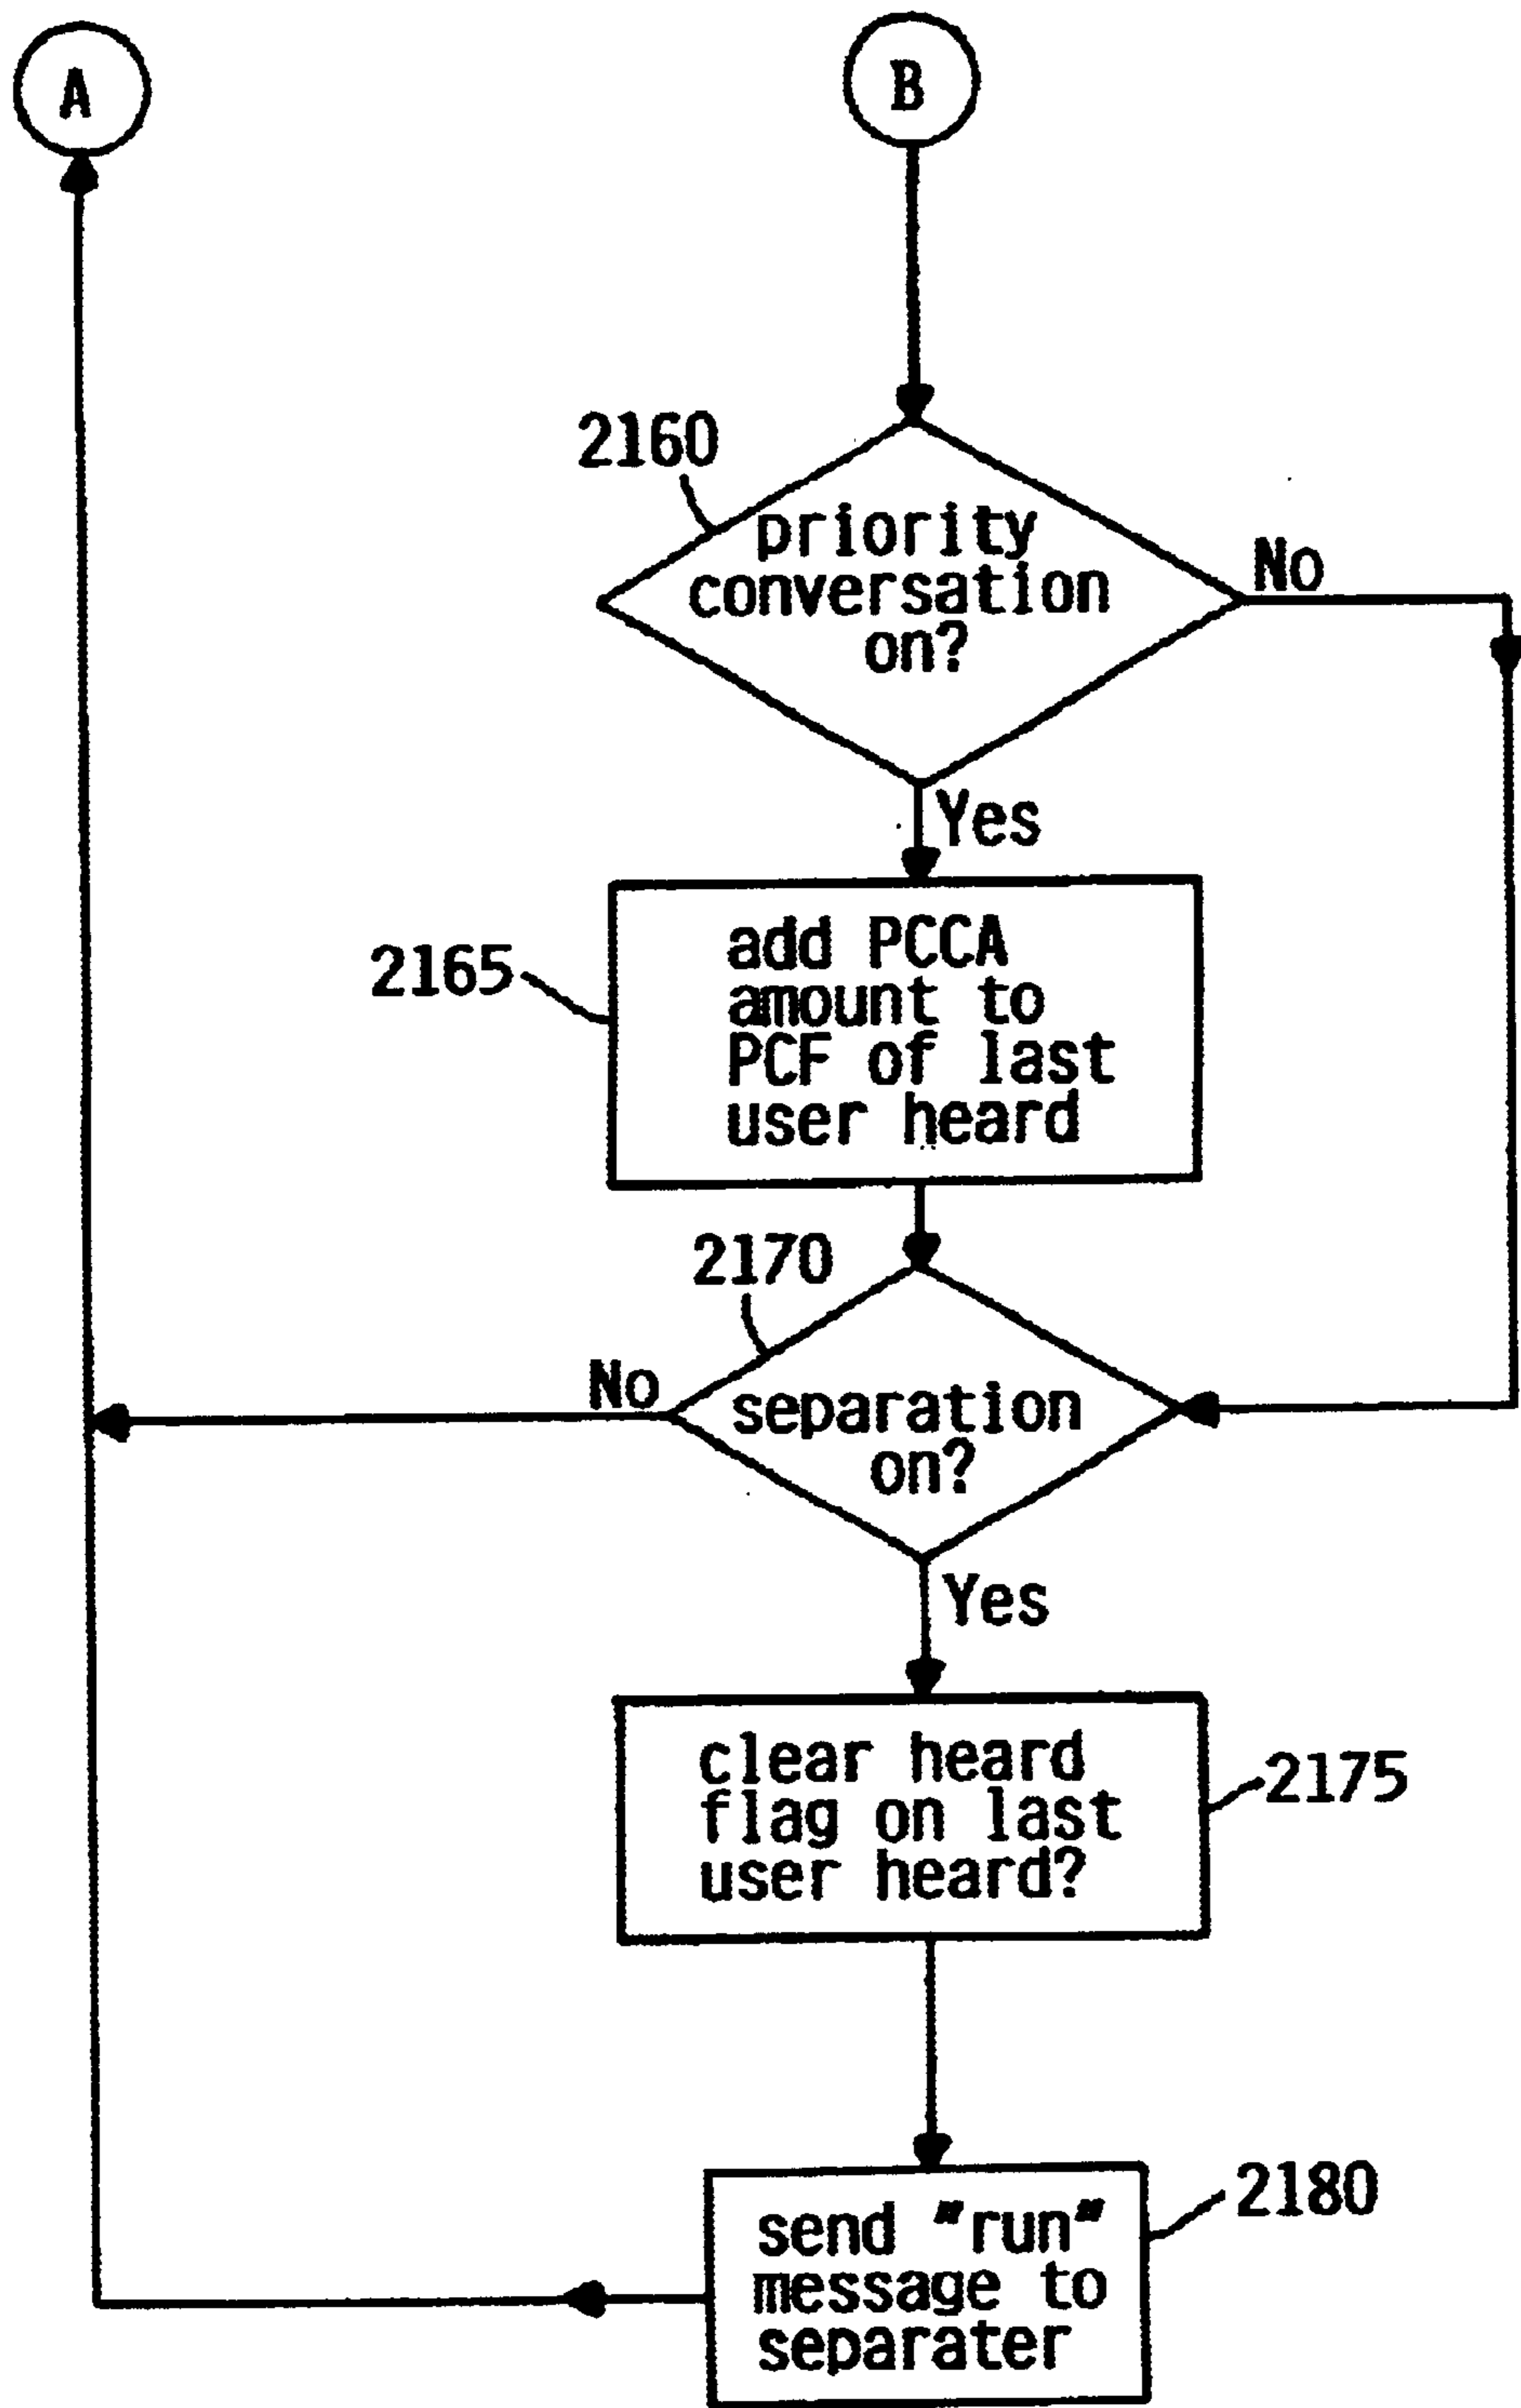 A
B
2160
priority
conversation
on?
No
Yes
2165
add PCCA
amount to
PCF of last
user heard
2170
No
separation
on?
Yes
clear heard
flag on last
user heard?
2175
send "run"
message to
separater
2180